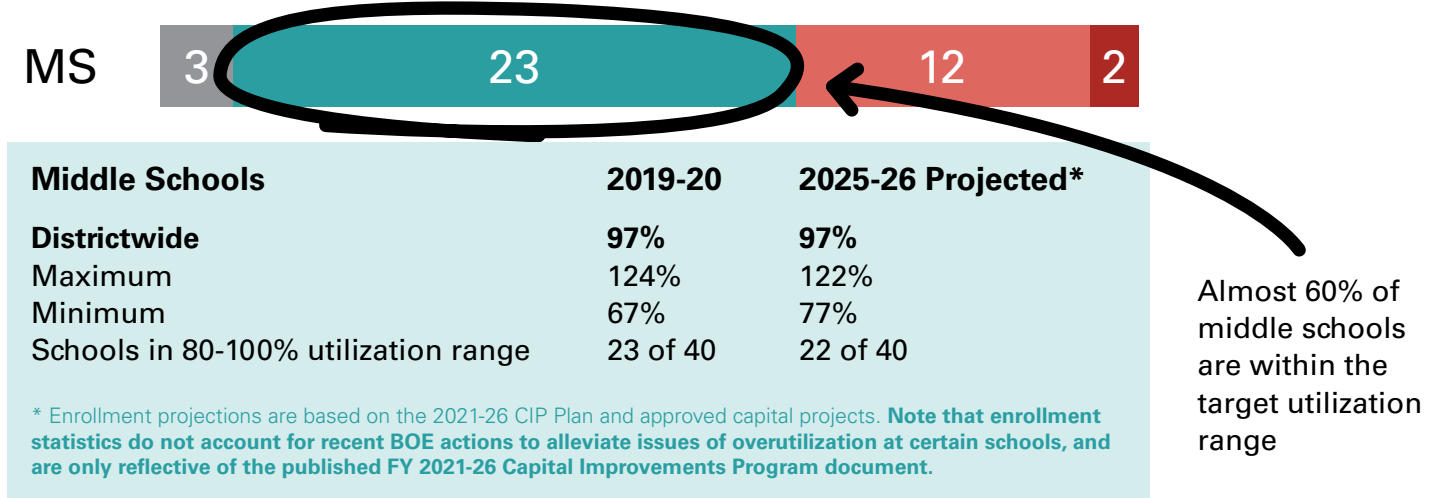 MS 3 23 12 2
Middle Schools 2019-20 2025-26 Projected*
Districtwide 97% 97%
Maximum 124% 122%
Minimum 67% 77%
Schools in 80-100% utilization range 23 of 40 22 of 40
* Enrollment projections are based on the 2021-26 CIP Plan and approved capital projects. Note that enrollment
statistics do not account for recent BOE actions to alleviate issues of overutilization at certain schools, and
are only reflective of the published FY 2021-26 Capital Improvements Program document.
Almost 60% of
middle schools
are within the
target utilization
range